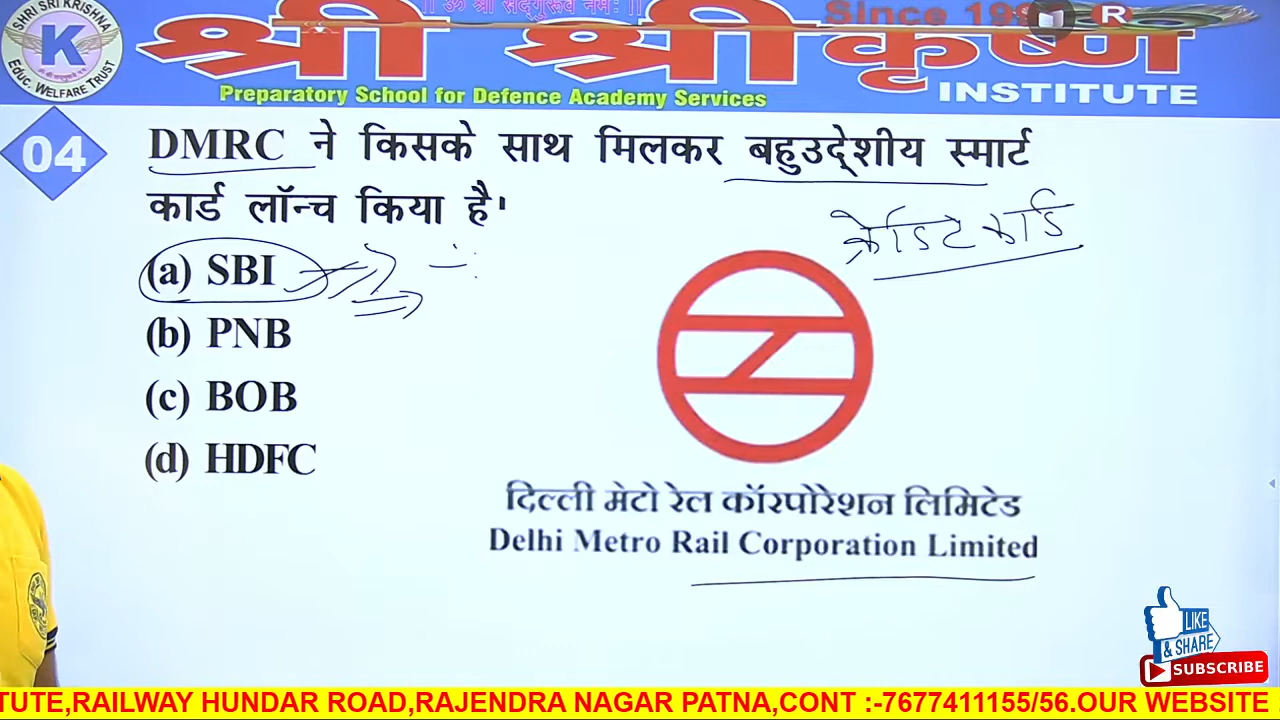 || ॐ श्री सद्गुरूवे नमः ||
Since 199
R
SHRI SRI KRISHNA
K
EDUC. WELFARE TRUST
श्री श्री कृष्ण
INSTITUTE
Preparatory School for Defence Academy Services
04
DMRC ने किसके साथ मिलकर बहुउद्देशीय स्मार्ट
कार्ड लॉन्च किया है'
क्रेडिट कार्ड
(a) SBI
(b) PNB
(c) BOB
(d) HDFC
दिल्ली मेटो रेल कॉरपोरेशन लिमिटेड
Delhi Metro Rail Corporation Limited
LIKE
& SHARE
SUBSCRIBE
TUTE,RAILWAY HUNDAR ROAD,RAJENDRA NAGAR PATNA,CONT :-7677411155/56.OUR WEBSITE